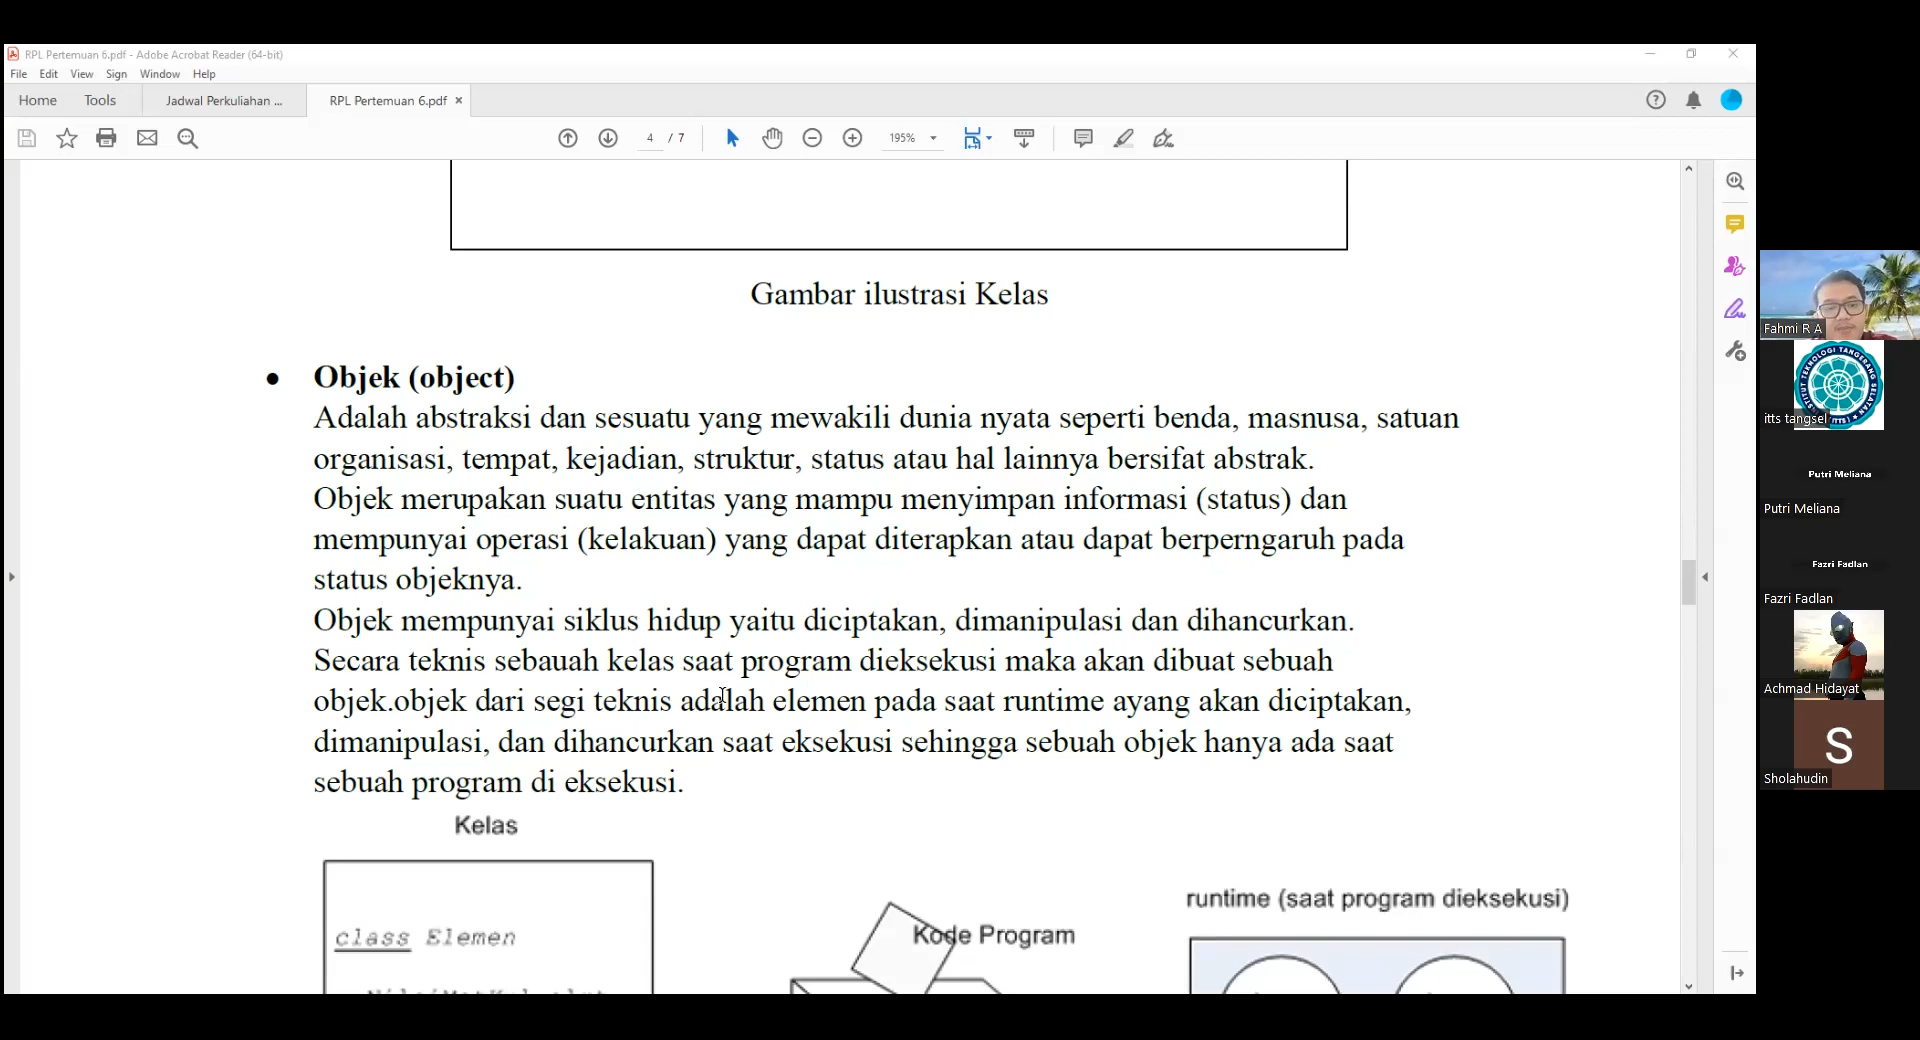 RPL Pertemuan 6.pdf - Adobe Acrobat Reader (64-bit)
File Edit View Sign Window Help
Home Tools Jadwal Perkuliahan ... RPL Pertemuan 6.pdf ×
4 / 7 195%
Gambar ilustrasi Kelas
● Objek (object)
Adalah abstraksi dan sesuatu yang mewakili dunia nyata seperti benda, masnusa, satuan
organisasi, tempat, kejadian, struktur, status atau hal lainnya bersifat abstrak.
Objek merupakan suatu entitas yang mampu menyimpan informasi (status) dan
mempunyai operasi (kelakuan) yang dapat diterapkan atau dapat berperngaruh pada
status objeknya.
Objek mempunyai siklus hidup yaitu diciptakan, dimanipulasi dan dihancurkan.
Secara teknis sebauah kelas saat program dieksekusi maka akan dibuat sebuah
objek.objek dari segi teknis adalah elemen pada saat runtime ayang akan diciptakan,
dimanipulasi, dan dihancurkan saat eksekusi sehingga sebuah objek hanya ada saat
sebuah program di eksekusi.
Kelas
class Elemen
Kode Program
runtime (saat program dieksekusi)
Fahmi R A
INSTITUT TEKNOLOGI TANGERANG SELATAN
itts tangsel
Putri Meliana
Putri Meliana
Fazri Fadlan
Fazri Fadlan
Achmad Hidayat
S
Sholahudin